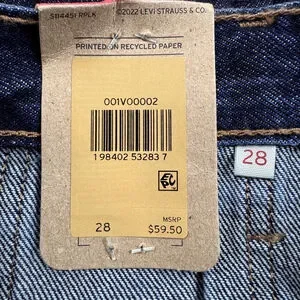 ©2022 LEVI STRAUSS & CO.
PRINTED ON RECYCLED PAPER
001V00002
1 98402 53283 7
28
28
MSRP
$59.50